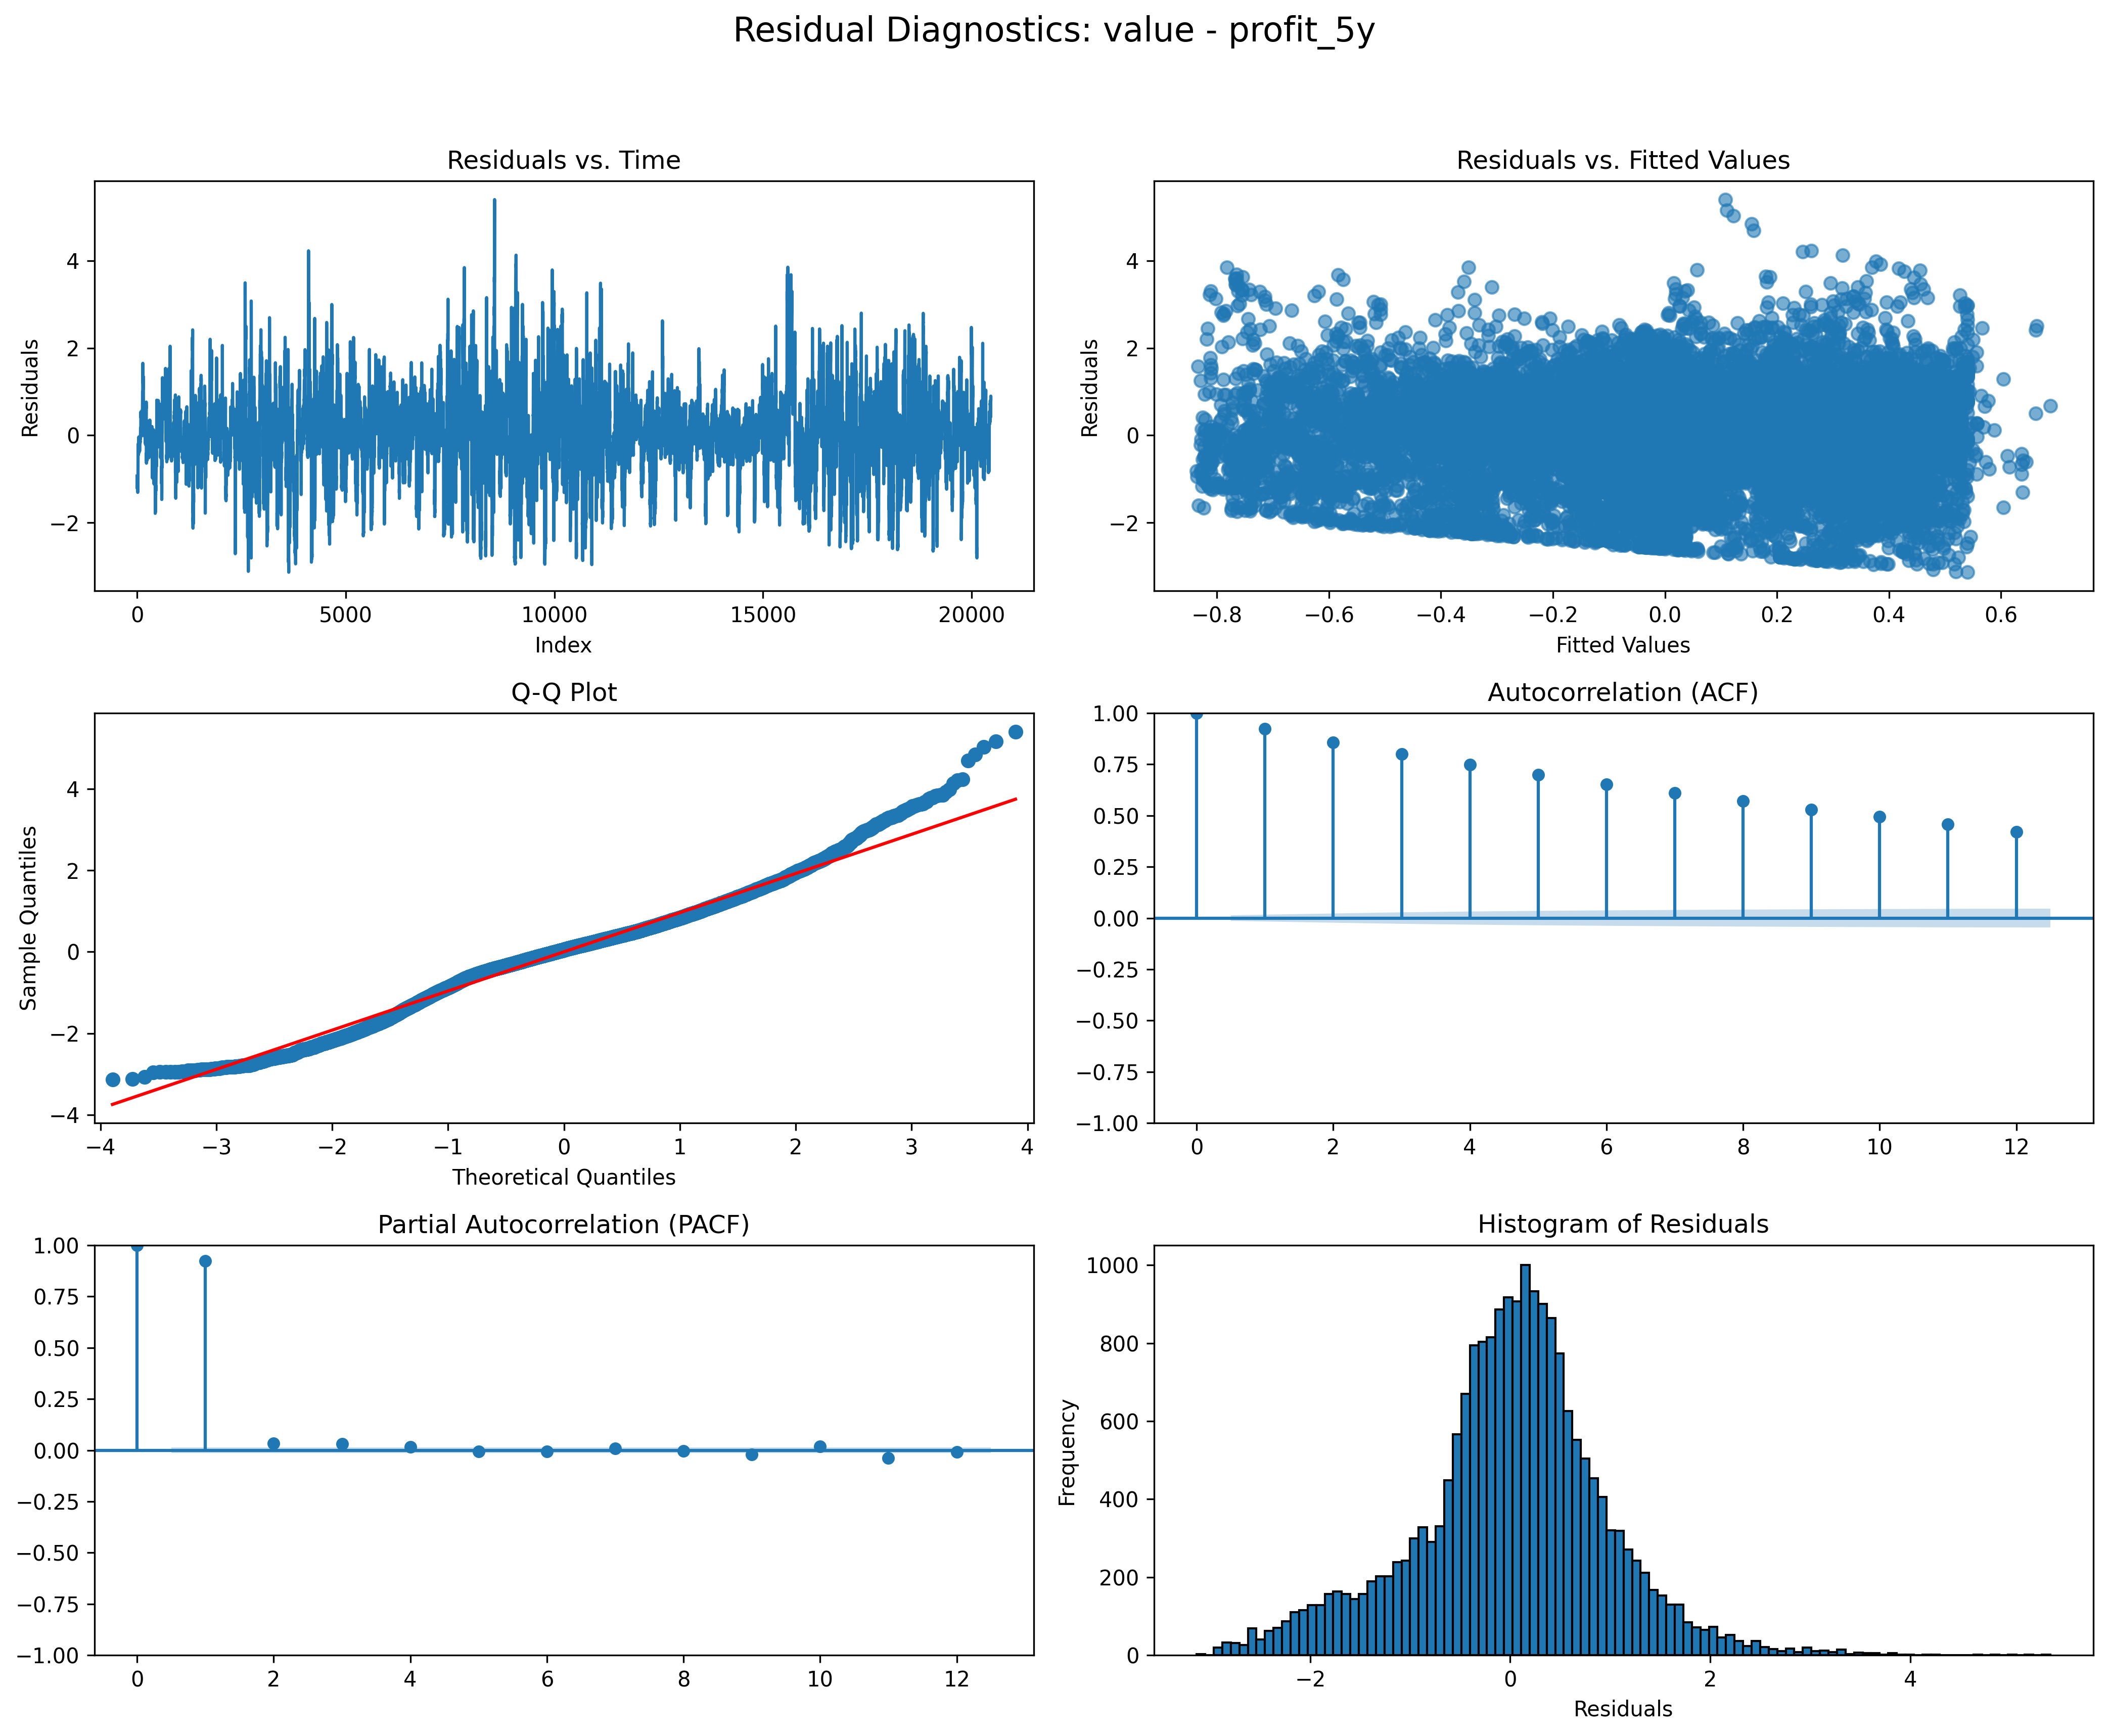 Residual Diagnostics: value - profit_5y
Residuals vs. Time
Residuals
4
2
0
−2
0 5000 10000 15000 20000
Index
Residuals vs. Fitted Values
Residuals
4
2
0
−2
−0.8 −0.6 −0.4 −0.2 0.0 0.2 0.4 0.6
Fitted Values
Q-Q Plot
Sample Quantiles
4
2
0
−2
−4
−4 −3 −2 −1 0 1 2 3 4
Theoretical Quantiles
Autocorrelation (ACF)
1.00
0.75
0.50
0.25
0.00
−0.25
−0.50
−0.75
−1.00
0 2 4 6 8 10 12
Partial Autocorrelation (PACF)
1.00
0.75
0.50
0.25
0.00
−0.25
−0.50
−0.75
−1.00
0 2 4 6 8 10 12
Histogram of Residuals
Frequency
1000
800
600
400
200
0
−2 0 2 4
Residuals